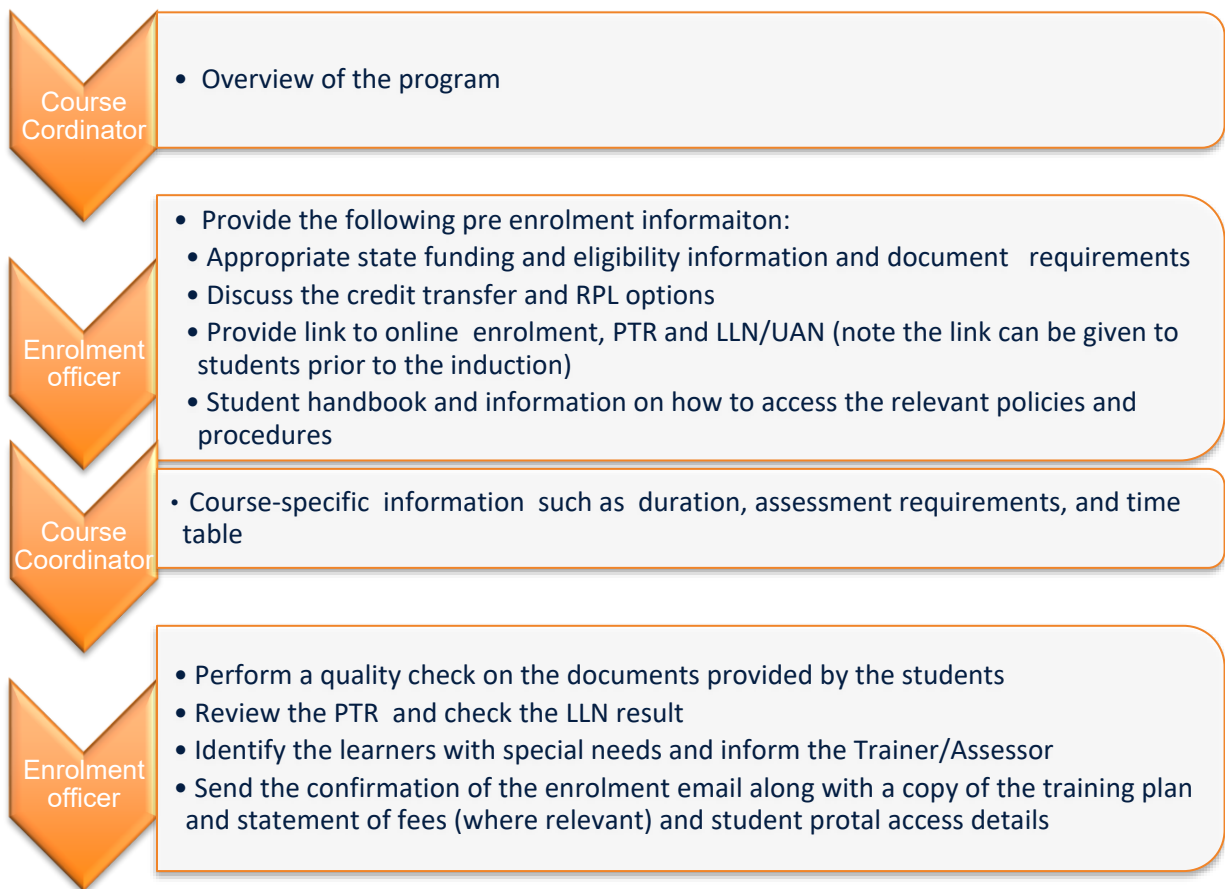 Course
Cordinator
• Overview of the program
Enrolment
officer
• Provide the following pre enrolment informaiton:
• Appropriate state funding and eligibility information and document requirements
• Discuss the credit transfer and RPL options
• Provide link to online enrolment, PTR and LLN/UAN (note the link can be given to
students prior to the induction)
• Student handbook and information on how to access the relevant policies and
procedures
Course
Coordinator
• Course-specific information such as duration, assessment requirements, and time
table
Enrolment
officer
• Perform a quality check on the documents provided by the students
• Review the PTR and check the LLN result
• Identify the learners with special needs and inform the Trainer/Assessor
• Send the confirmation of the enrolment email along with a copy of the training plan
and statement of fees (where relevant) and student protal access details